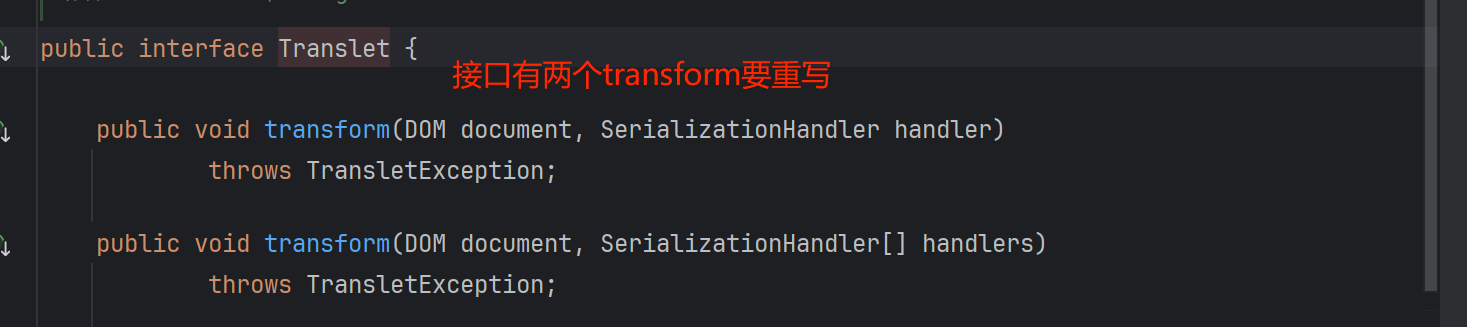 public interface Translet {
接口有两个transform要重写
public void transform(DOM document, SerializationHandler handler)
throws TransletException;
public void transform(DOM document, SerializationHandler[] handlers)
throws TransletException;